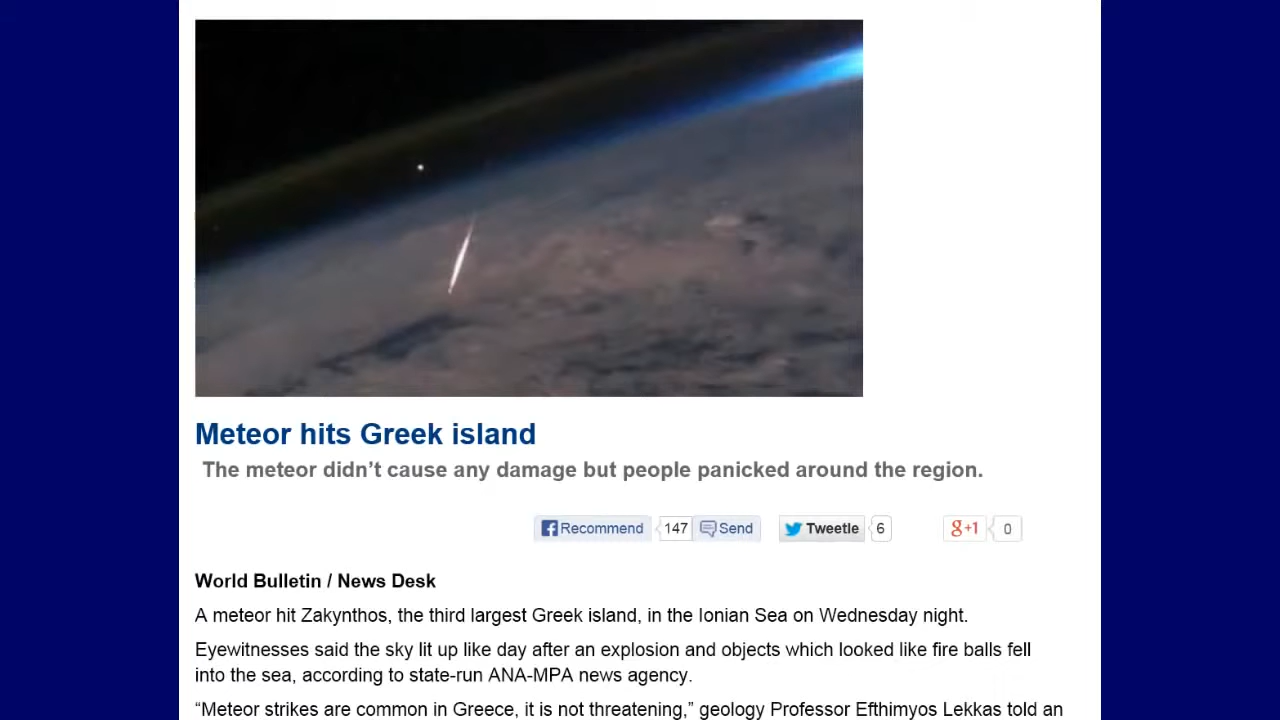 Meteor hits Greek island
The meteor didn’t cause any damage but people panicked around the region.
Recommend 147 Send Tweetle 6 g+1 0
World Bulletin / News Desk
A meteor hit Zakynthos, the third largest Greek island, in the Ionian Sea on Wednesday night.
Eyewitnesses said the sky lit up like day after an explosion and objects which looked like fire balls fell
into the sea, according to state-run ANA-MPA news agency.
“Meteor strikes are common in Greece, it is not threatening,” geology Professor Efthimyos Lekkas told an